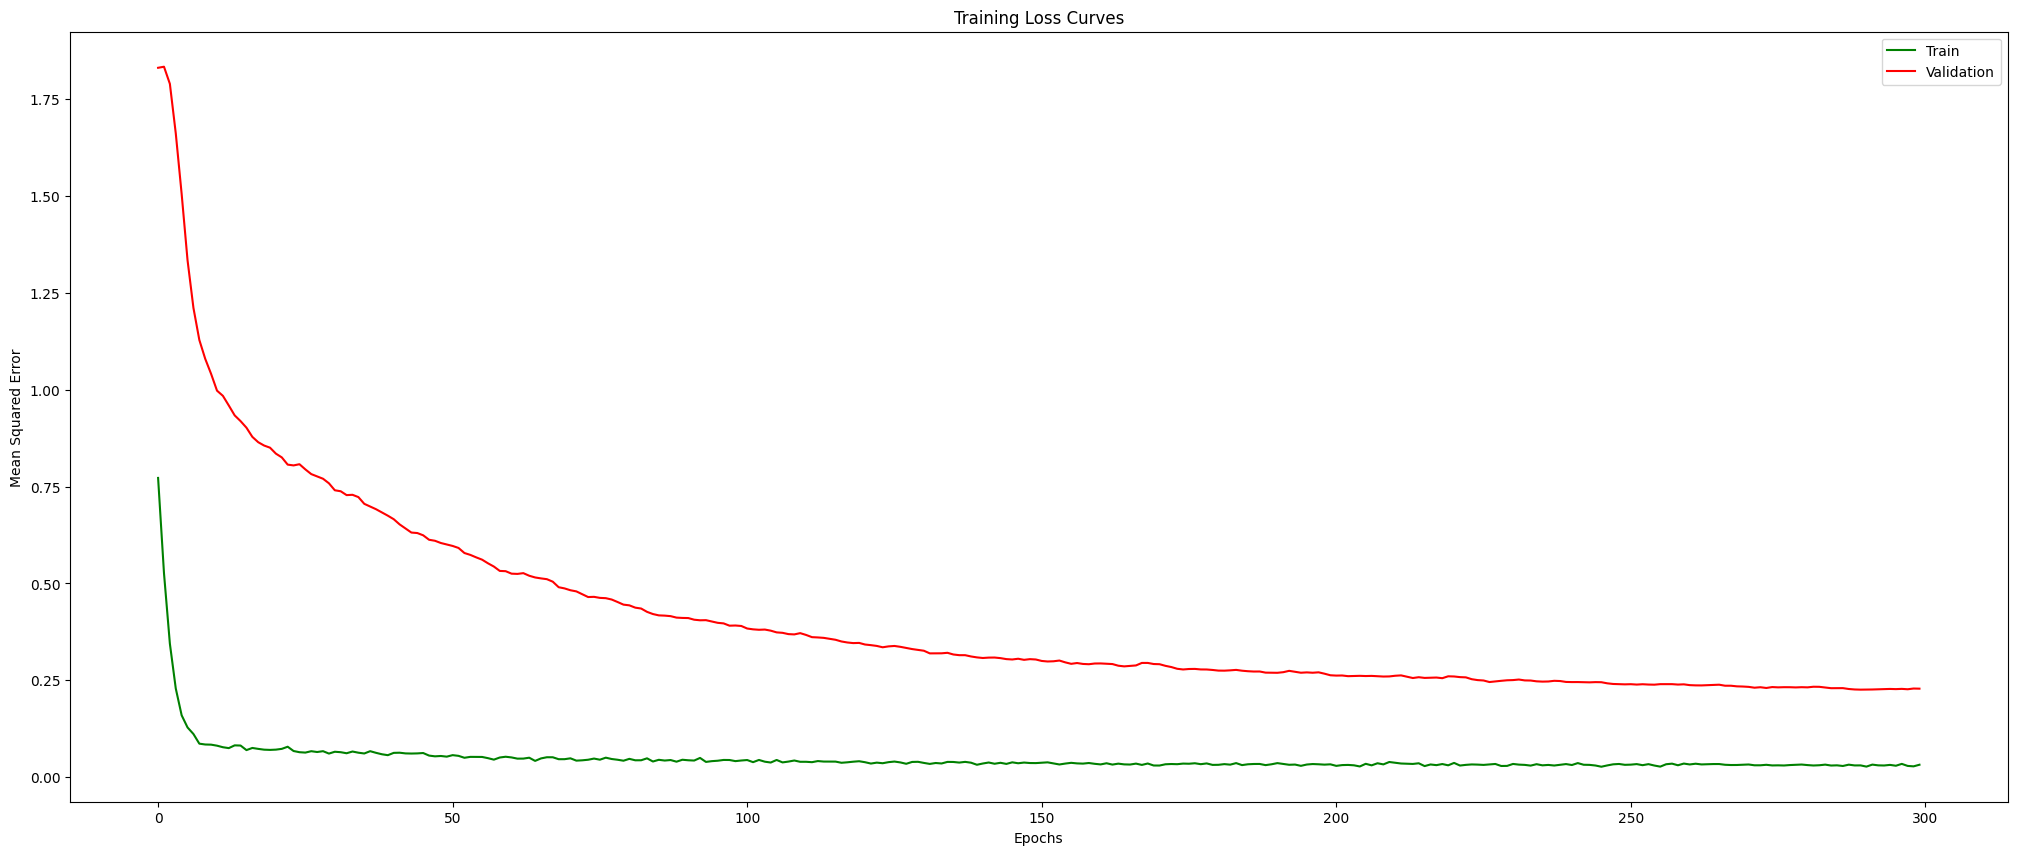 Training Loss Curves
Train
Validation
Mean Squared Error
1.75
1.50
1.25
1.00
0.75
0.50
0.25
0.00
0 50 100 150 200 250 300
Epochs